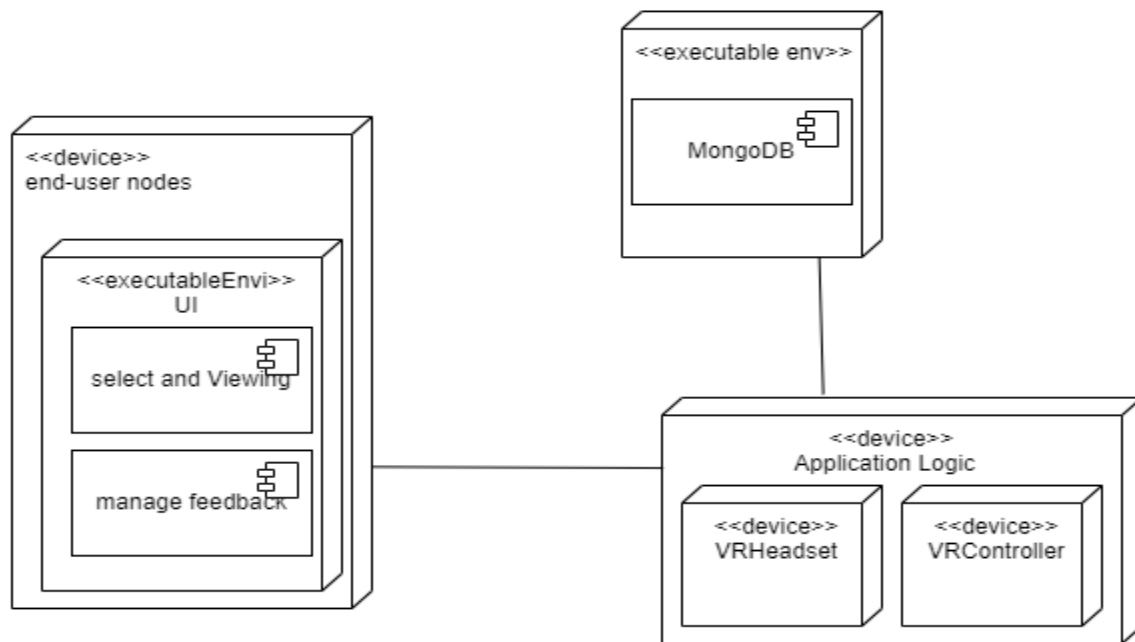 <<executable env>>
MongoDB
<<device>>
end-user nodes
<<executableEnvi>>
UI
select and Viewing
manage feedback
<<device>>
Application Logic
<<device>>
VRHeadset
<<device>>
VRController